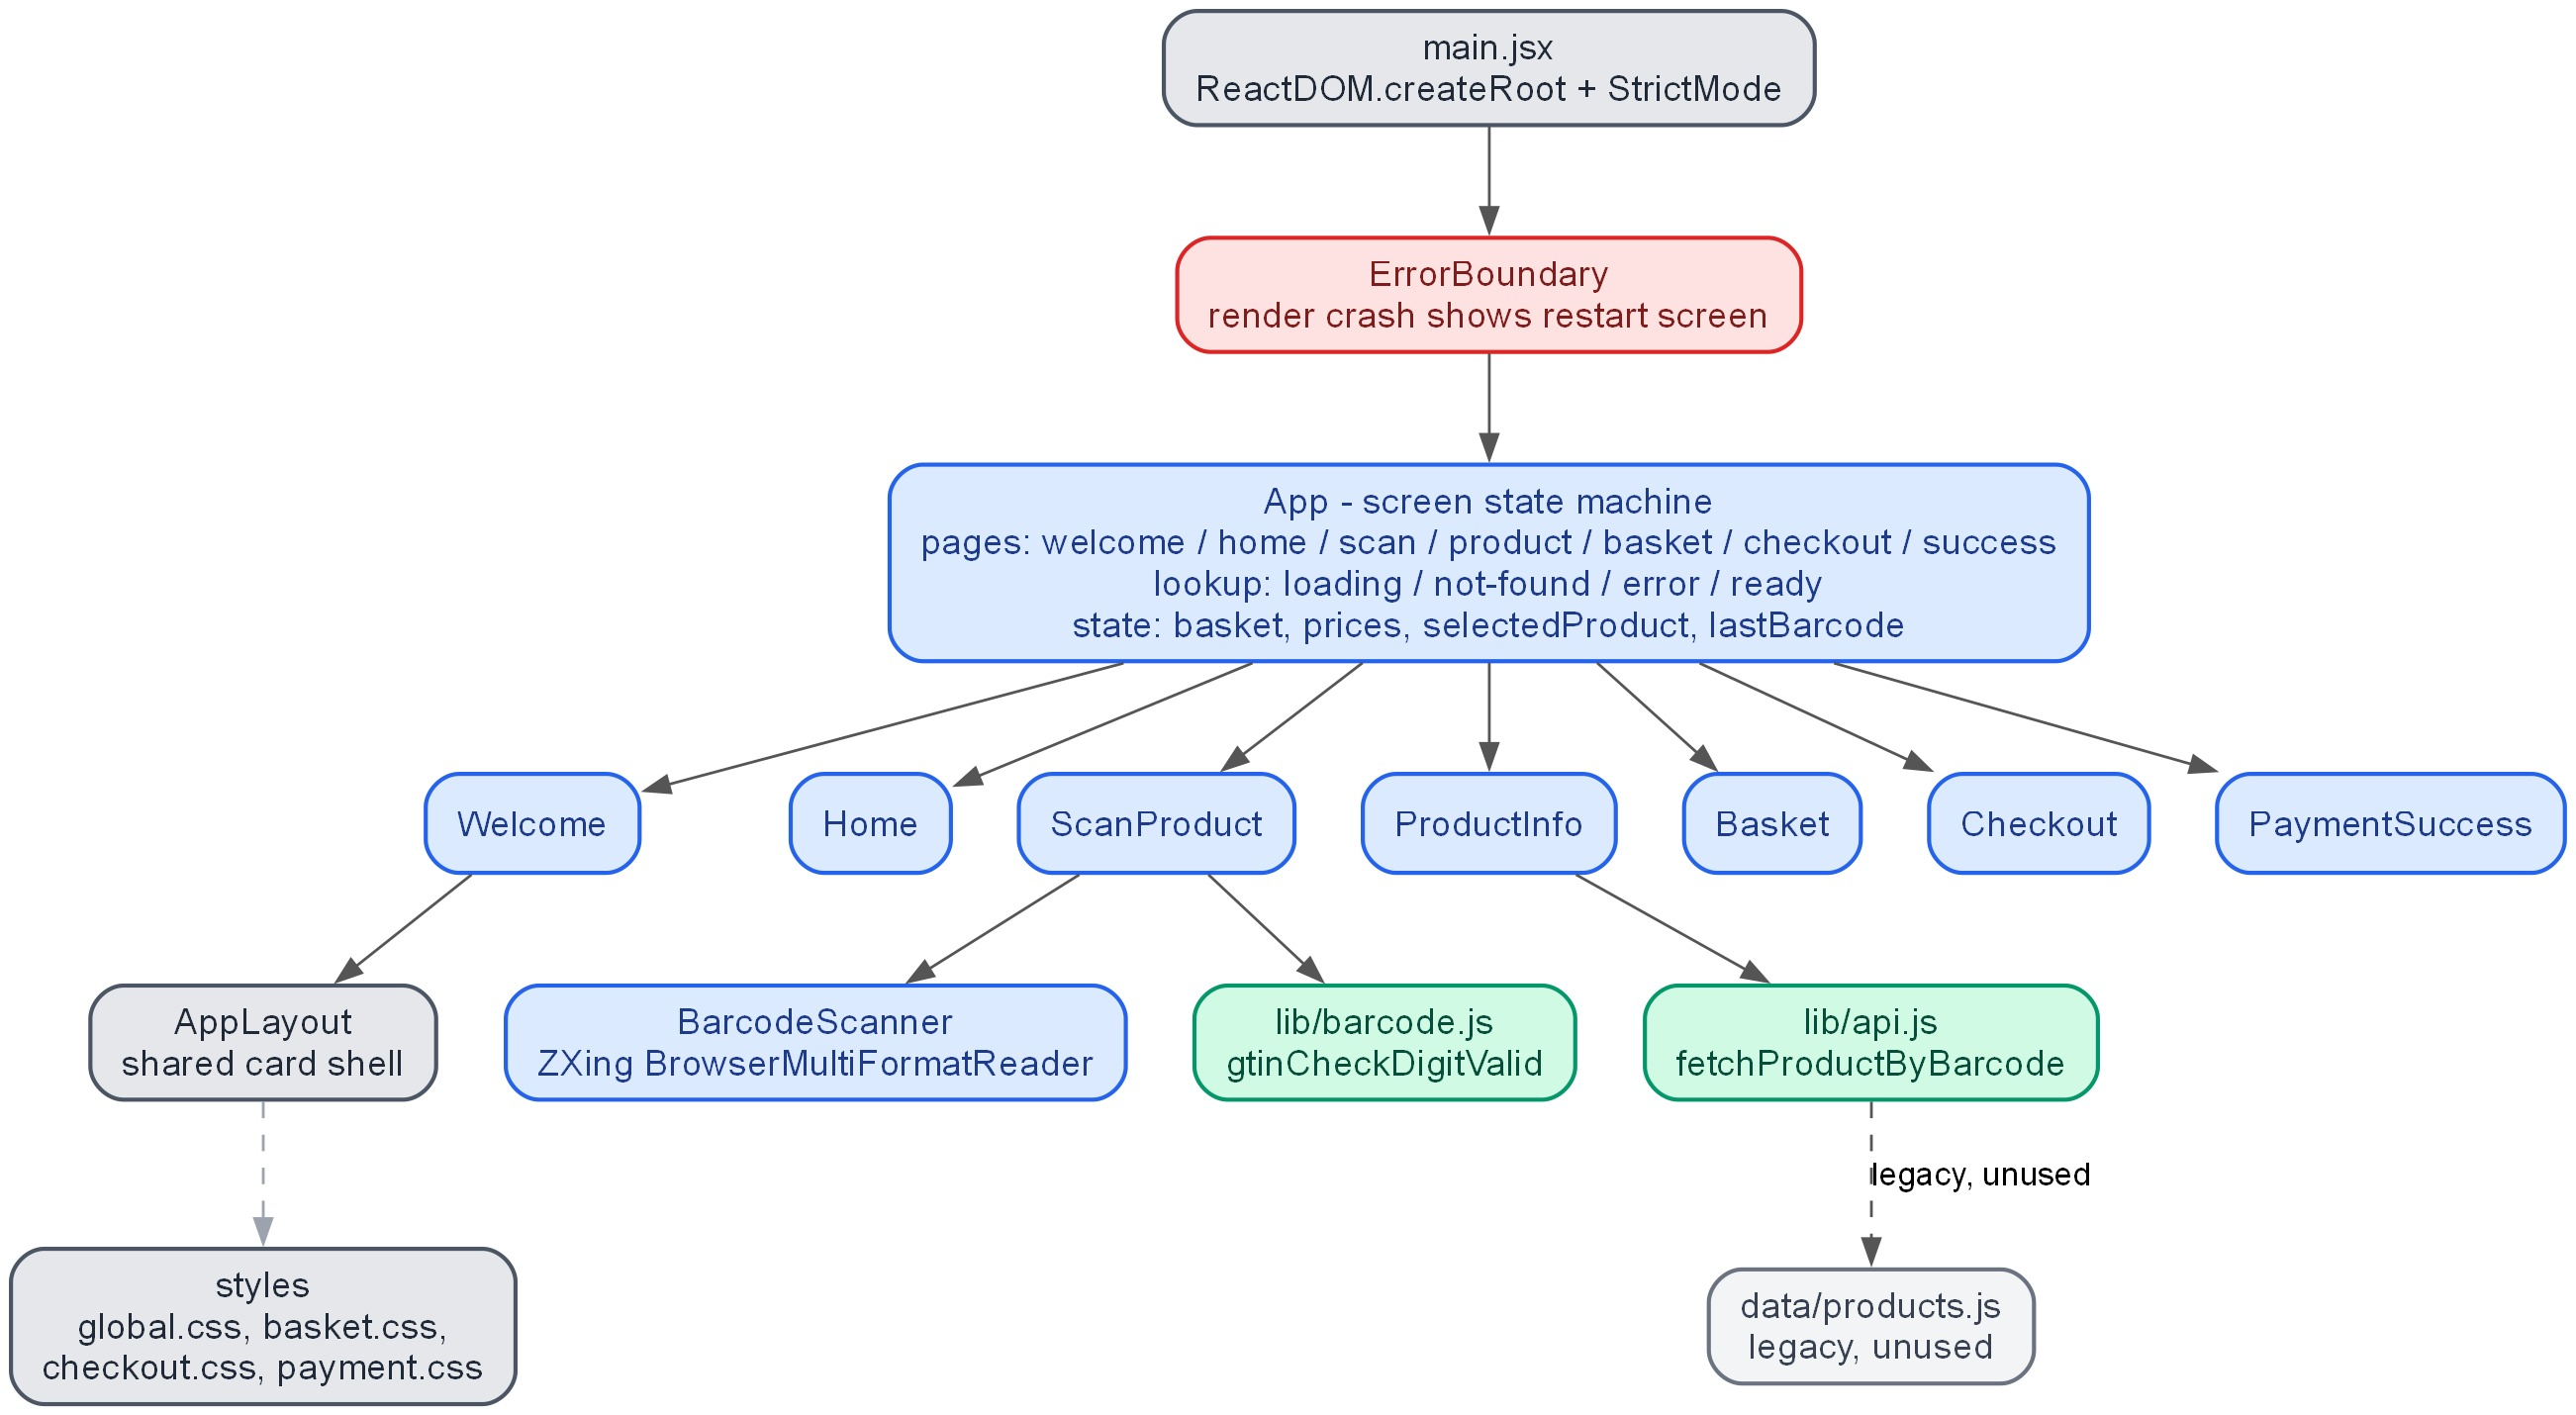 main.jsx
ReactDOM.createRoot + StrictMode
ErrorBoundary
render crash shows restart screen
App - screen state machine
pages: welcome / home / scan / product / basket / checkout / success
lookup: loading / not-found / error / ready
state: basket, prices, selectedProduct, lastBarcode
Welcome
Home
ScanProduct
ProductInfo
Basket
Checkout
PaymentSuccess
AppLayout
shared card shell
BarcodeScanner
ZXing BrowserMultiFormatReader
lib/barcode.js
gtinCheckDigitValid
lib/api.js
fetchProductByBarcode
legacy, unused
styles
global.css, basket.css,
checkout.css, payment.css
data/products.js
legacy, unused